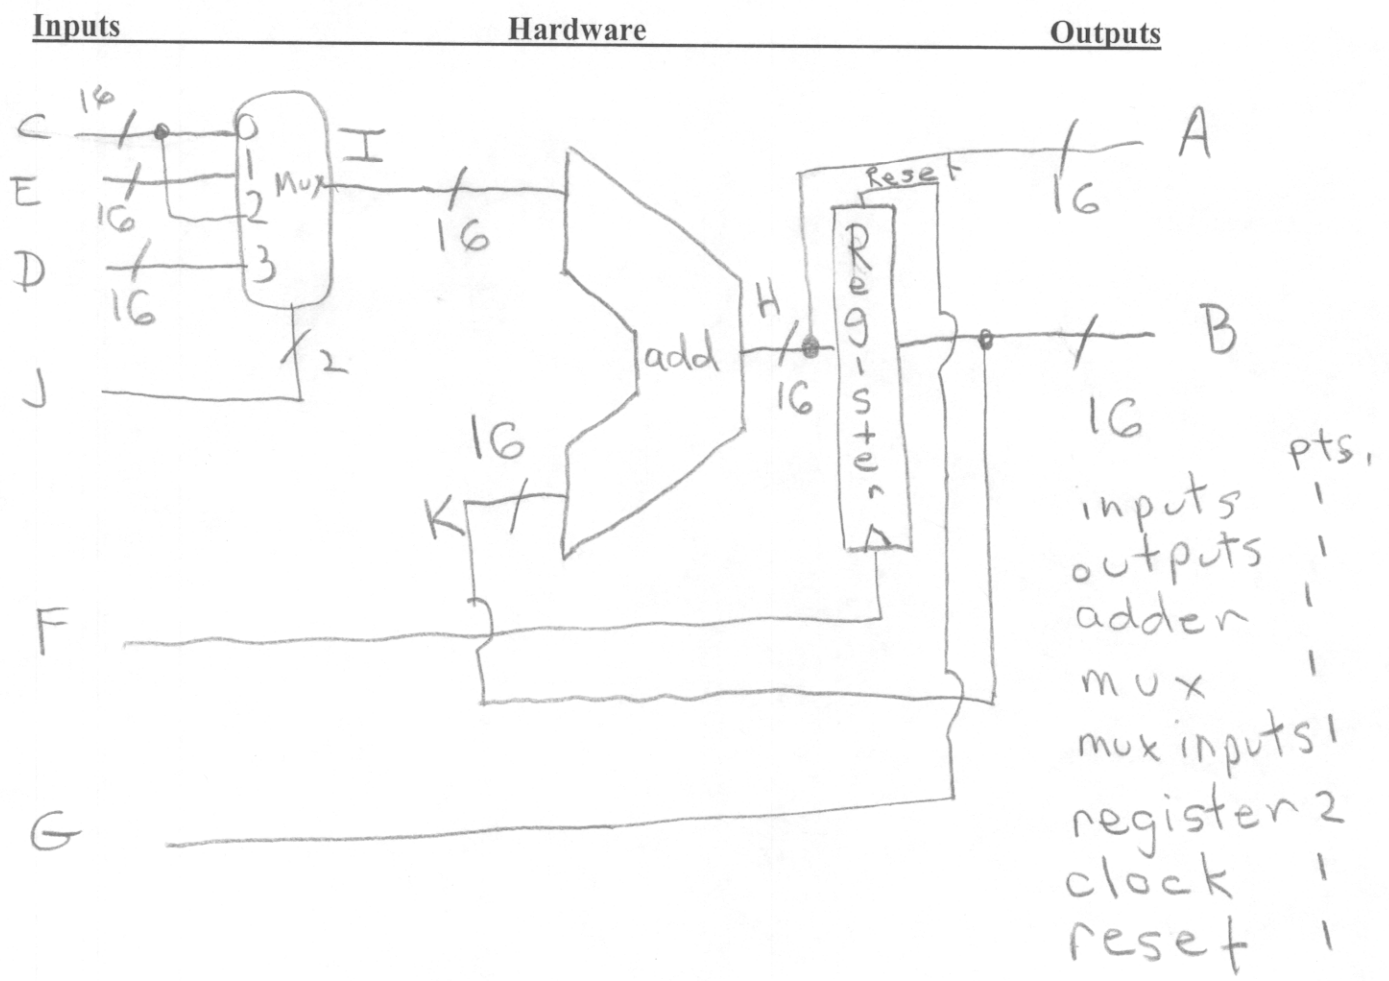 Inputs Hardware Outputs
C 16 0 I A
E 16 1 Mux 16 Reset 16
2
D 16 3
J 2
add H 16 Register B 16
K 16
F
G
pts.
inputs 1
outputs 1
adder 1
mux 1
mux inputs 1
register 2
clock 1
reset 1